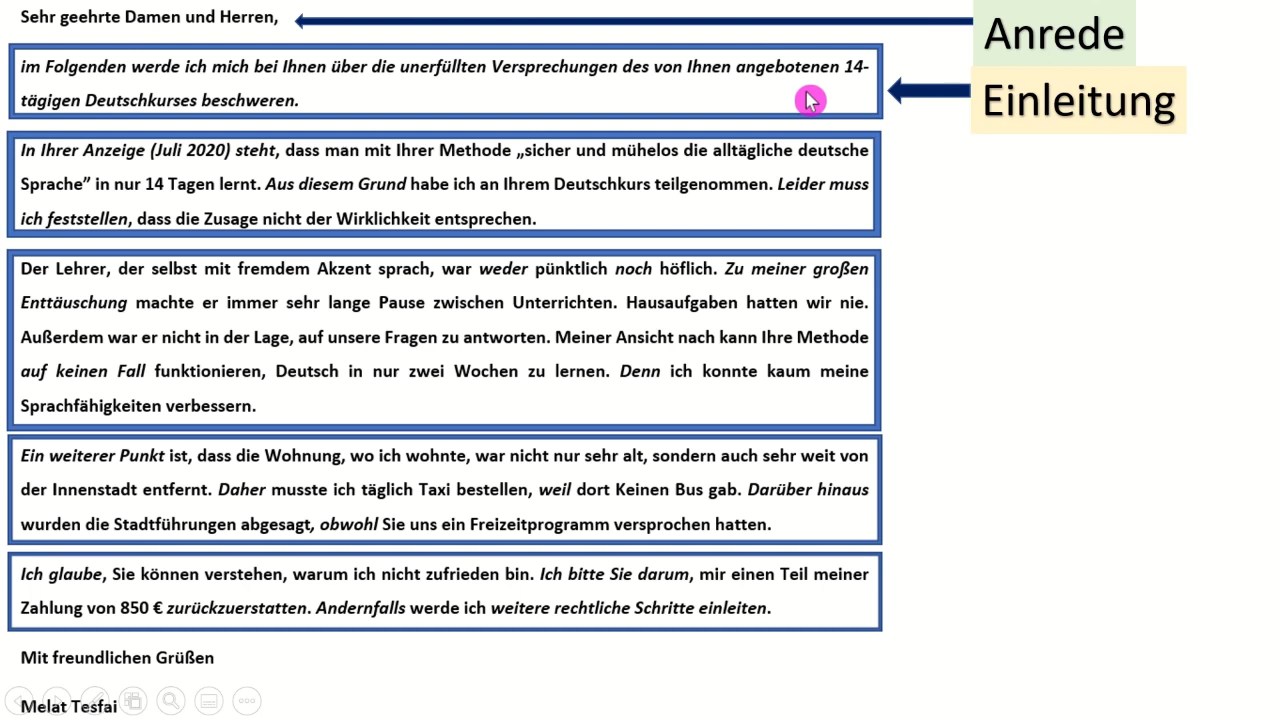 Sehr geehrte Damen und Herren,
Anrede
im Folgenden werde ich mich bei Ihnen über die unerfüllten Versprechungen des von Ihnen angebotenen 14-
tägigen Deutschkurses beschweren.
Einleitung
In Ihrer Anzeige (Juli 2020) steht, dass man mit Ihrer Methode „sicher und mühelos die alltägliche deutsche
Sprache” in nur 14 Tagen lernt. Aus diesem Grund habe ich an Ihrem Deutschkurs teilgenommen. Leider muss
ich feststellen, dass die Zusage nicht der Wirklichkeit entsprechen.
Der Lehrer, der selbst mit fremdem Akzent sprach, war weder pünktlich noch höflich. Zu meiner großen
Enttäuschung machte er immer sehr lange Pause zwischen Unterrichten. Hausaufgaben hatten wir nie.
Außerdem war er nicht in der Lage, auf unsere Fragen zu antworten. Meiner Ansicht nach kann Ihre Methode
auf keinen Fall funktionieren, Deutsch in nur zwei Wochen zu lernen. Denn ich konnte kaum meine
Sprachfähigkeiten verbessern.
Ein weiterer Punkt ist, dass die Wohnung, wo ich wohnte, war nicht nur sehr alt, sondern auch sehr weit von
der Innenstadt entfernt. Daher musste ich täglich Taxi bestellen, weil dort Keinen Bus gab. Darüber hinaus
wurden die Stadtführungen abgesagt, obwohl Sie uns ein Freizeitprogramm versprochen hatten.
Ich glaube, Sie können verstehen, warum ich nicht zufrieden bin. Ich bitte Sie darum, mir einen Teil meiner
Zahlung von 850 € zurückzuerstatten. Andernfalls werde ich weitere rechtliche Schritte einleiten.
Mit freundlichen Grüßen
Melat Tesfai